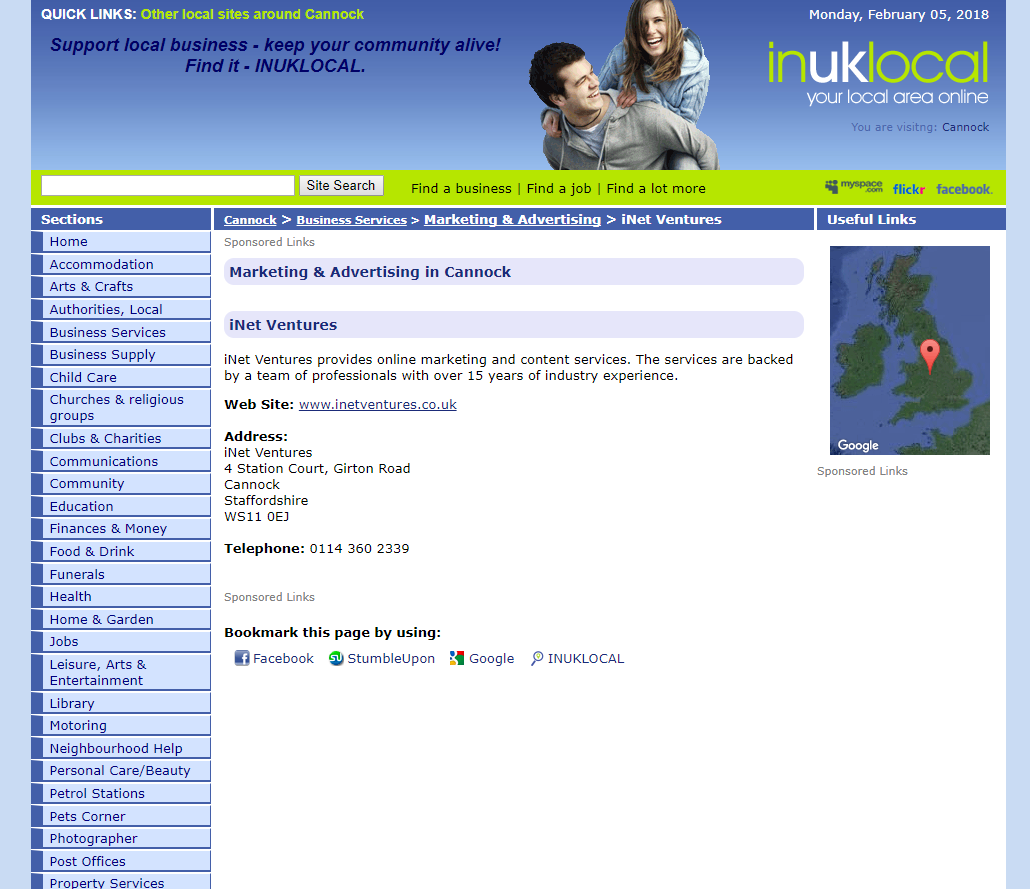 QUICK LINKS: Other local sites around Cannock
Monday, February 05, 2018
Support local business - keep your community alive!
Find it - INUKLOCAL.
inuklocal
your local area online
You are visitng: Cannock
Site Search
Find a business | Find a job | Find a lot more
myspace.com flickr facebook.
Sections
Home
Accommodation
Arts & Crafts
Authorities, Local
Business Services
Business Supply
Child Care
Churches & religious
groups
Clubs & Charities
Communications
Community
Education
Finances & Money
Food & Drink
Funerals
Health
Home & Garden
Jobs
Leisure, Arts &
Entertainment
Library
Motoring
Neighbourhood Help
Personal Care/Beauty
Petrol Stations
Pets Corner
Photographer
Post Offices
Property Services
Cannock > Business Services > Marketing & Advertising > iNet Ventures
Sponsored Links
Marketing & Advertising in Cannock
iNet Ventures
iNet Ventures provides online marketing and content services. The services are backed
by a team of professionals with over 15 years of industry experience.
Web Site: www.inetventures.co.uk
Address:
iNet Ventures
4 Station Court, Girton Road
Cannock
Staffordshire
WS11 0EJ
Telephone: 0114 360 2339
Sponsored Links
Bookmark this page by using:
Facebook StumbleUpon Google INUKLOCAL
Useful Links
Google
Sponsored Links